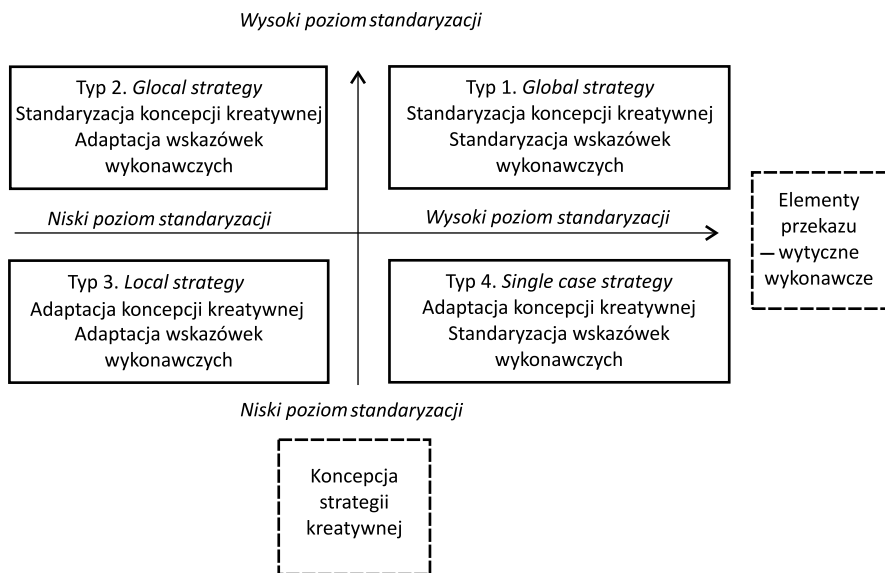 Wysoki poziom standaryzacji
Typ 2. Glocal strategy
Standaryzacja koncepcji kreatywnej
Adaptacja wskazówek
wykonawczych
Typ 1. Global strategy
Standaryzacja koncepcji kreatywnej
Standaryzacja wskazówek
wykonawczych
Niski poziom standaryzacji
Wysoki poziom standaryzacji
Elementy
przekazu
– wytyczne
wykonawcze
Typ 3. Local strategy
Adaptacja koncepcji kreatywnej
Adaptacja wskazówek
wykonawczych
Typ 4. Single case strategy
Adaptacja koncepcji kreatywnej
Standaryzacja wskazówek
wykonawczych
Niski poziom standaryzacji
Koncepcja
strategii
kreatywnej